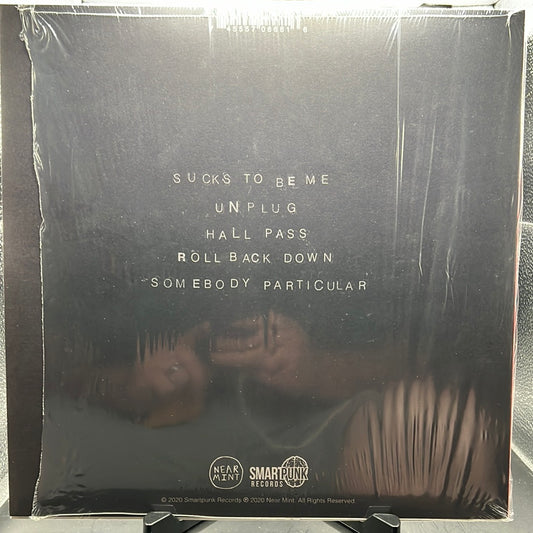 SUCKS TO BE ME
UNPLUG
HALL PASS
ROLL BACK DOWN
SOMEBODY PARTICULAR
NEAR MINT
SMARTPUNK
RECORDS
© 2020 Smartpunk Records ℗ 2020 Near Mint. All Rights Reserved.